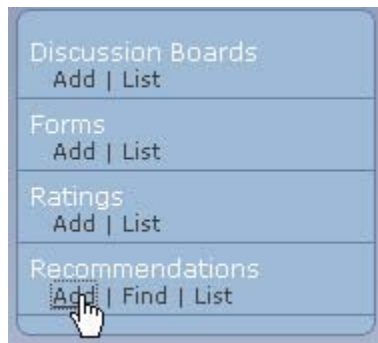 Discussion Boards
Add | List
Forms
Add | List
Ratings
Add | List
Recommendations
Add | Find | List